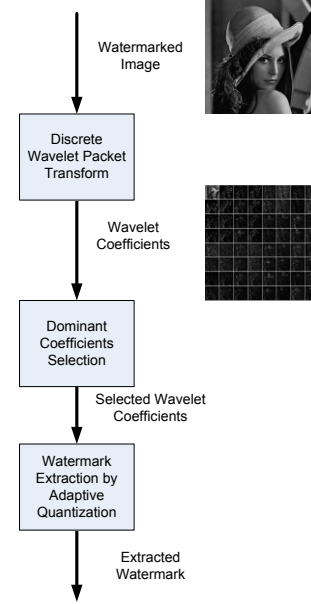 Watermarked
Image
Discrete
Wavelet Packet
Transform
Wavelet
Coefficients
Dominant
Coefficients
Selection
Selected Wavelet
Coefficients
Watermark
Extraction by
Adaptive
Quantization
Extracted
Watermark